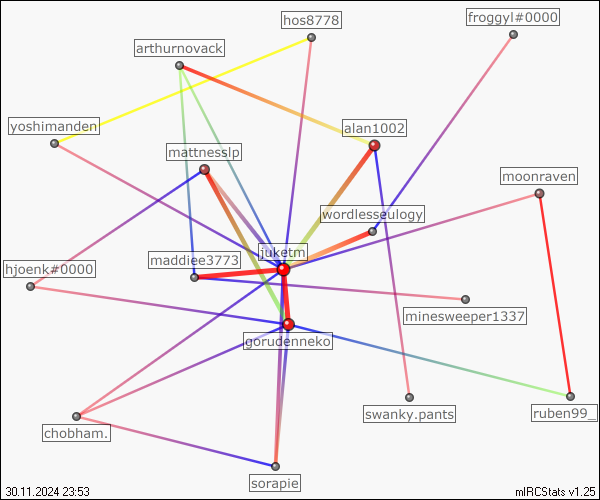 froggyl#0000
hos8778
arthurnovack
yoshimanden
alan1002
mattnesslp
moonraven
wordlesseulogy
juketm
maddiee3773
hjoenk#0000
minesweeper1337
gorudenneko
swanky.pants
ruben99_
chobham.
sorapie
30.11.2024 23:53
mIRCStats v1.25